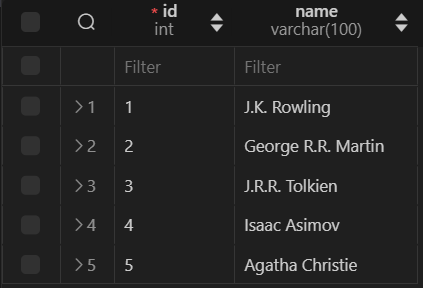 * id name
int varchar(100)
Filter Filter
1 1 J.K. Rowling
2 2 George R.R. Martin
3 3 J.R.R. Tolkien
4 4 Isaac Asimov
5 5 Agatha Christie